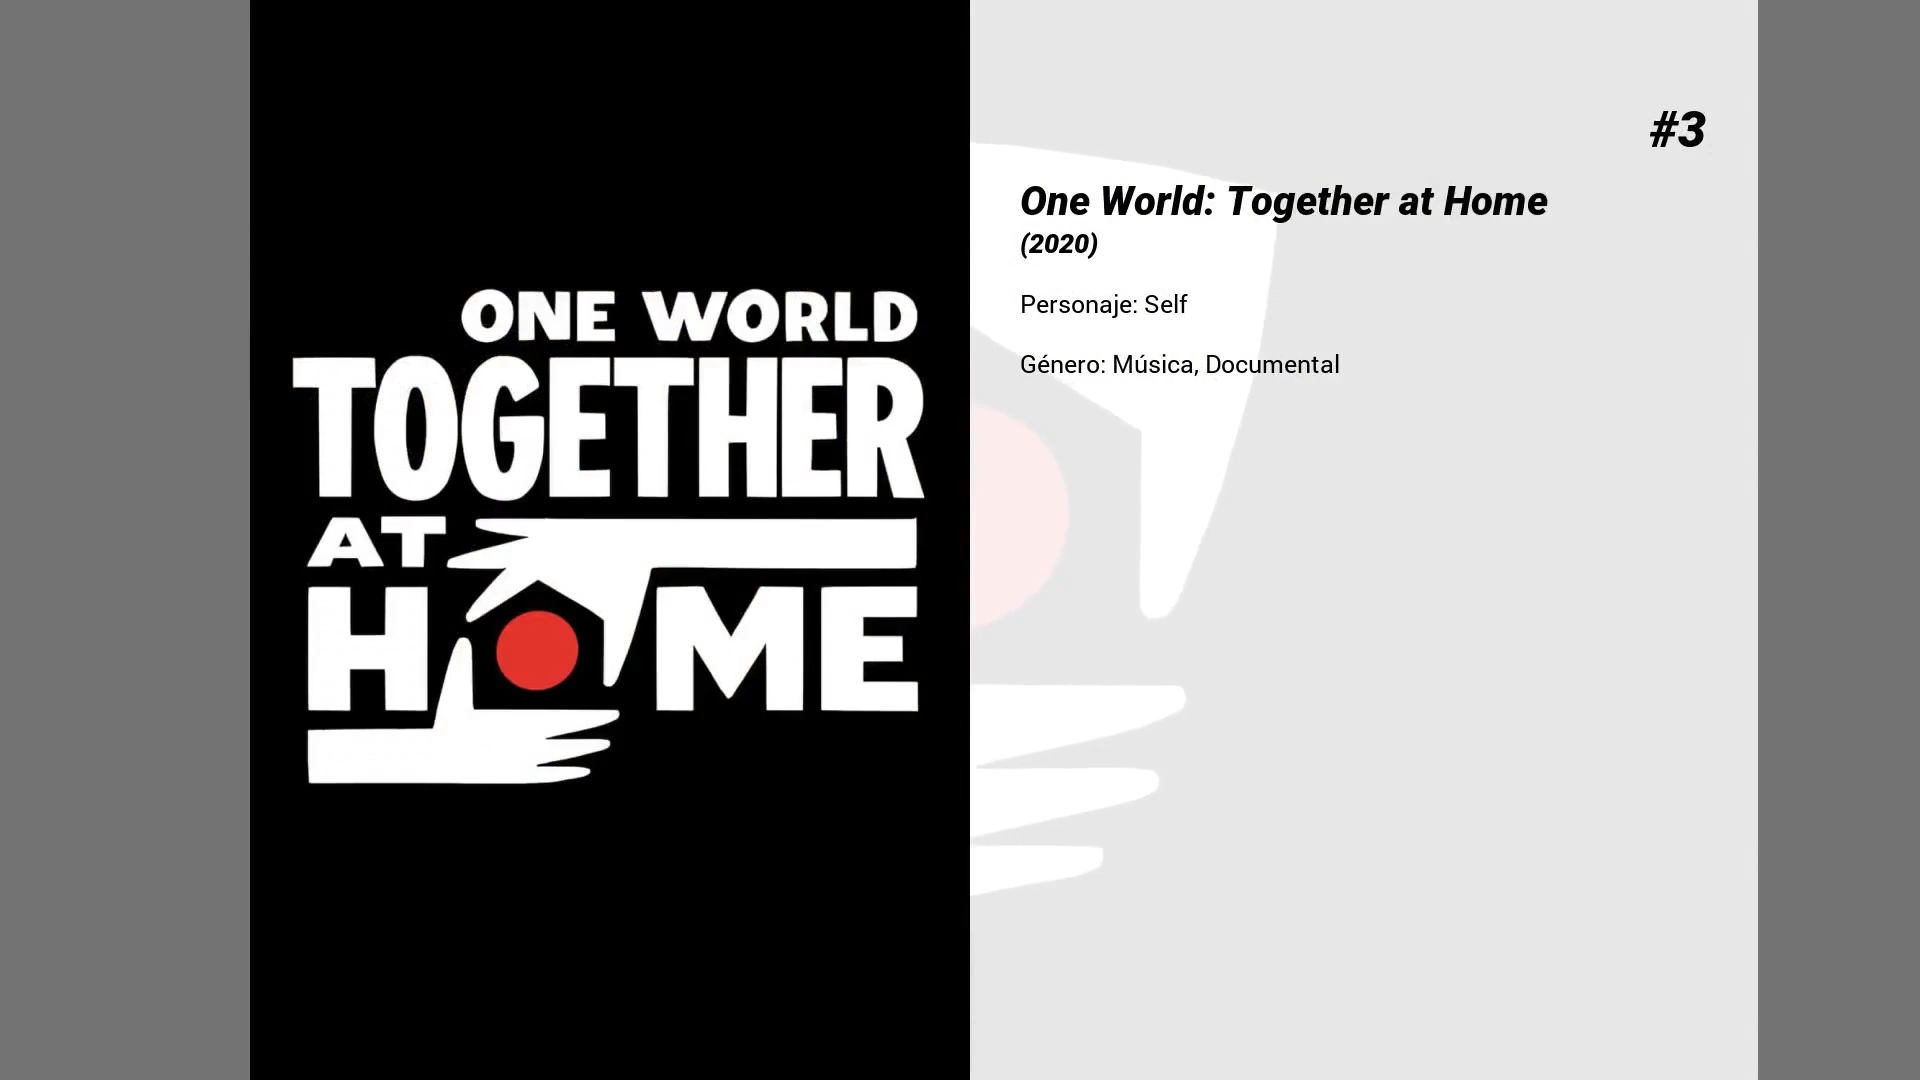 ONE WORLD
TOGETHER
AT
HOME
#3
One World: Together at Home
(2020)
Personaje: Self
Género: Música, Documental